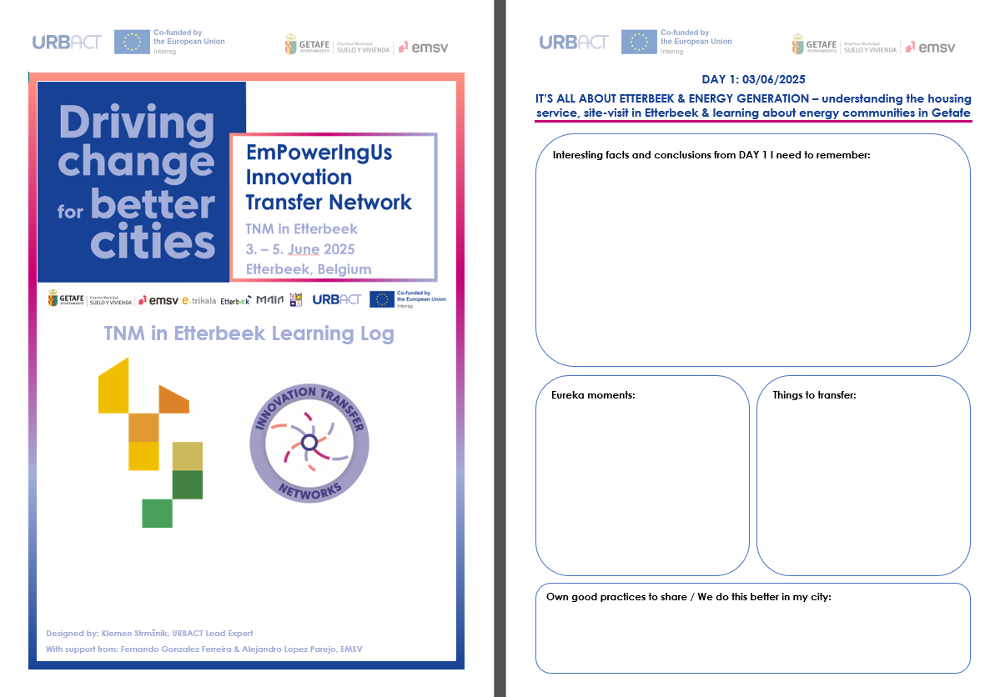 URBACT
Co-funded by
the European Union
Interreg
GETAFE
AYUNTAMIENTO
Empresa Municipal
SUELO Y VIVIENDA
emsv
Driving
change
for better
cities
EmPowerIngUs
Innovation
Transfer Network
TNM in Etterbeek
3. – 5. June 2025
Etterbeek, Belgium
GETAFE
AYUNTAMIENTO
Empresa Municipal
SUELO Y VIVIENDA
emsv
e-trikala
Etterbeek
URBACT
Co-funded by
the European Union
Interreg
TNM in Etterbeek Learning Log
INNOVATION TRANSFER
NETWORKS
Designed by: Klemen Strmšnik, URBACT Lead Expert
With support from: Fernando Gonzalez Ferreira & Alejandro Lopez Parejo, EMSV
URBACT
Co-funded by
the European Union
Interreg
GETAFE
AYUNTAMIENTO
Empresa Municipal
SUELO Y VIVIENDA
emsv
DAY 1: 03/06/2025
IT'S ALL ABOUT ETTERBEEK & ENERGY GENERATION – understanding the housing
service, site-visit in Etterbeek & learning about energy communities in Getafe
Interesting facts and conclusions from DAY 1 I need to remember:
Eureka moments:
Things to transfer:
Own good practices to share / We do this better in my city: